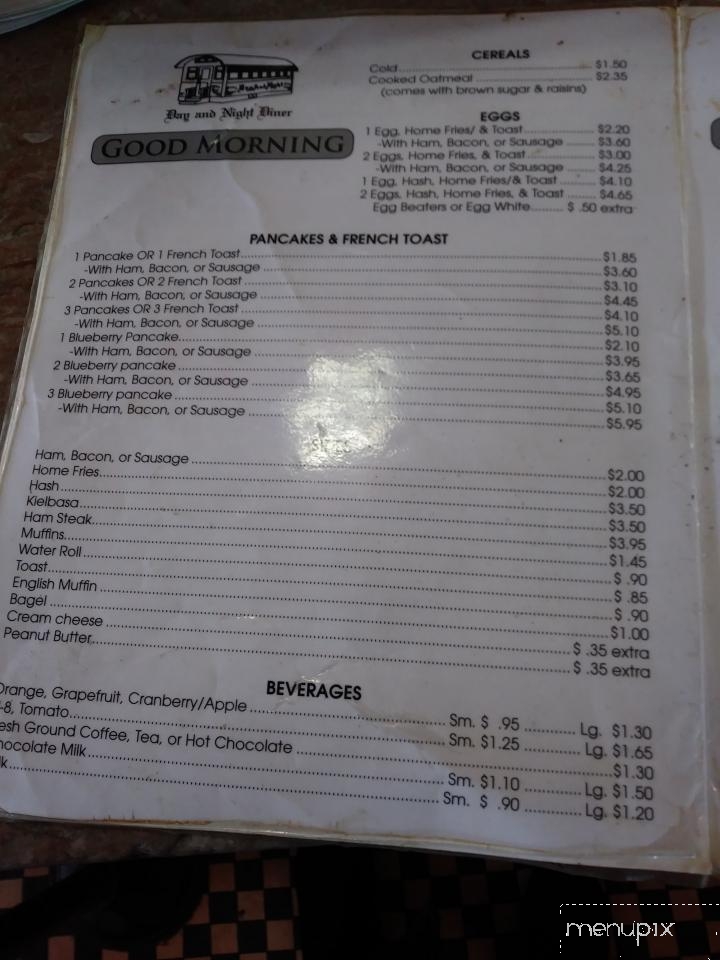 Day and Night Diner
GOOD MORNING
CEREALS
Cold $1.50
Cooked Oatmeal $2.35
(comes with brown sugar & raisins)
EGGS
1 Egg, Home Fries/ & Toast $2.20
-With Ham, Bacon, or Sausage $3.60
2 Eggs, Home Fries, & Toast $3.00
-With Ham, Bacon, or Sausage $4.25
1 Egg, Hash, Home Fries/& Toast $4.10
2 Eggs, Hash, Home Fries, & Toast $4.65
Egg Beaters or Egg White $ .50 extra
PANCAKES & FRENCH TOAST
1 Pancake OR 1 French Toast $1.85
-With Ham, Bacon, or Sausage $3.60
2 Pancakes OR 2 French Toast $3.10
-With Ham, Bacon, or Sausage $4.45
3 Pancakes OR 3 French Toast $4.10
-With Ham, Bacon, or Sausage $5.10
1 Blueberry Pancake $2.10
-With Ham, Bacon, or Sausage $3.95
2 Blueberry pancake $3.65
-With Ham, Bacon, or Sausage $4.95
3 Blueberry pancake $5.10
-With Ham, Bacon, or Sausage $5.95
SIDES
Ham, Bacon, or Sausage $2.00
Home Fries $2.00
Hash $3.50
Kielbasa $3.50
Ham Steak $3.95
Muffins $1.45
Water Roll $ .90
Toast $ .85
English Muffin $ .90
Bagel $1.00
Cream cheese $ .35 extra
Peanut Butter $ .35 extra
BEVERAGES
Orange, Grapefruit, Cranberry/Apple Sm. $ .95 Lg. $1.30
-8, Tomato Sm. $1.25 Lg. $1.65
esh Ground Coffee, Tea, or Hot Chocolate $1.30
hocolate Milk Sm. $1.10 Lg. $1.50
lk Sm. $ .90 Lg. $1.20
menupix